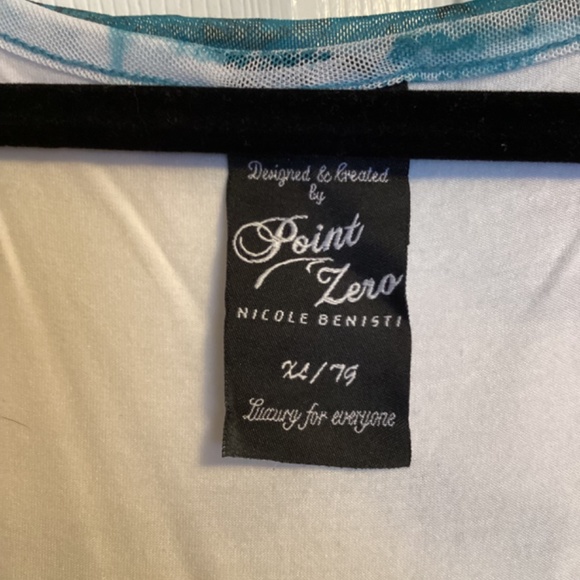 Designed & Created
by
Point
Zero
NICOLE BENISTI
XL/TG
Luxury for everyone